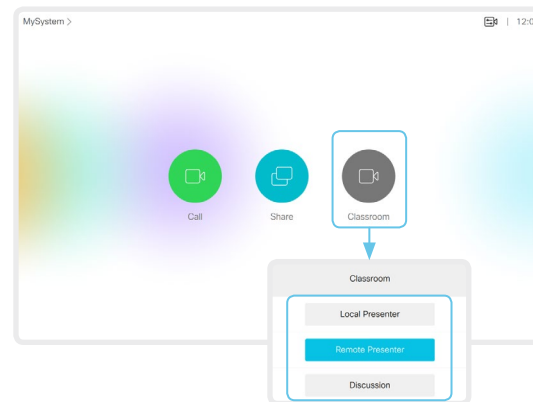 MySystem >
| 12:0
Call
Share
Classroom
Classroom
Local Presenter
Remote Presenter
Discussion